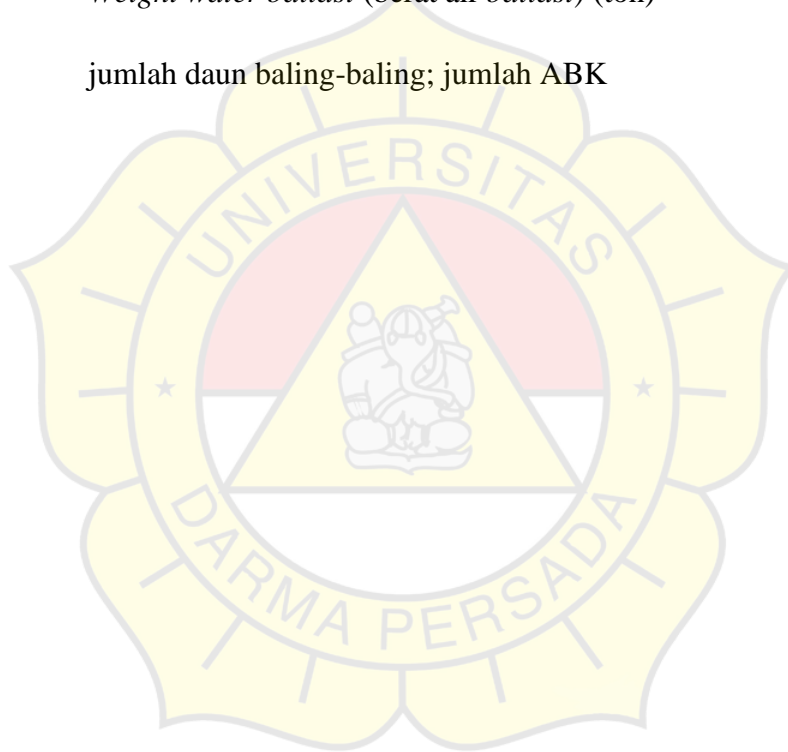 Weight water ballast (berat air ballast) (ton)
jumlah daun baling-baling; jumlah ABK
UNIVERSITAS
DARMA PERSADA